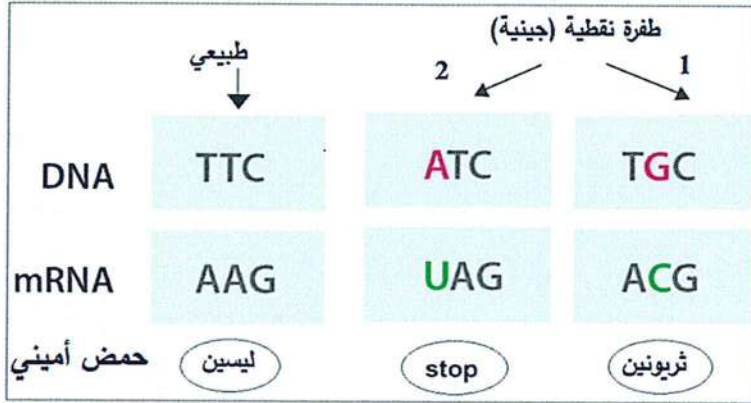 طفرة نقطية (جينية)
طبيعي
2
1
DNA TTC ATC TGC
mRNA AAG UAG ACG
حمض أميني ليسين stop ثريونين